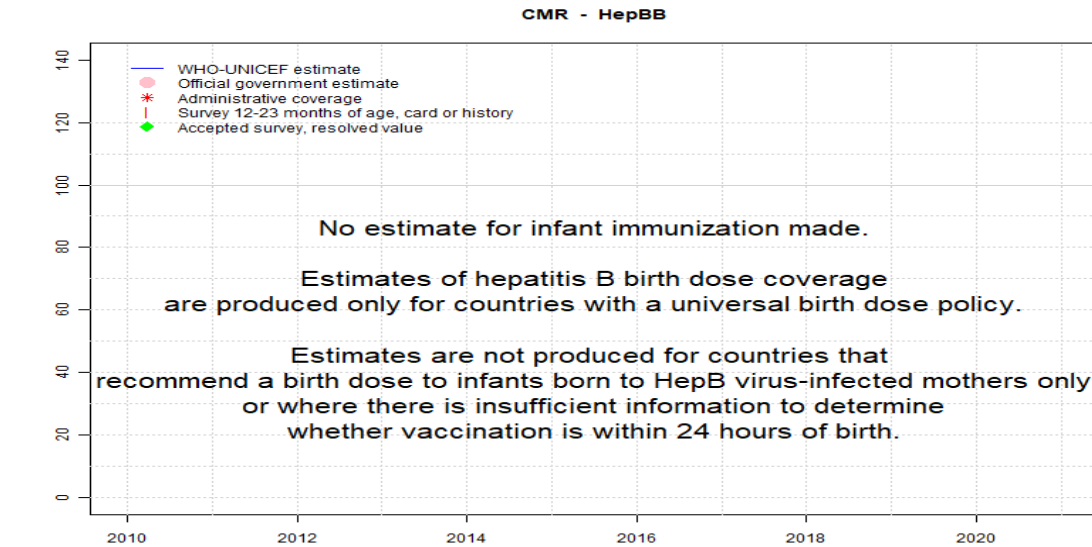 CMR - HepBB
WHO-UNICEF estimate
Official government estimate
Administrative coverage
Survey 12-23 months of age, card or history
Accepted survey, resolved value
140
120
100
80
60
40
20
0
No estimate for infant immunization made.
Estimates of hepatitis B birth dose coverage
are produced only for countries with a universal birth dose policy.
Estimates are not produced for countries that
recommend a birth dose to infants born to HepB virus-infected mothers only
or where there is insufficient information to determine
whether vaccination is within 24 hours of birth.
2010 2012 2014 2016 2018 2020